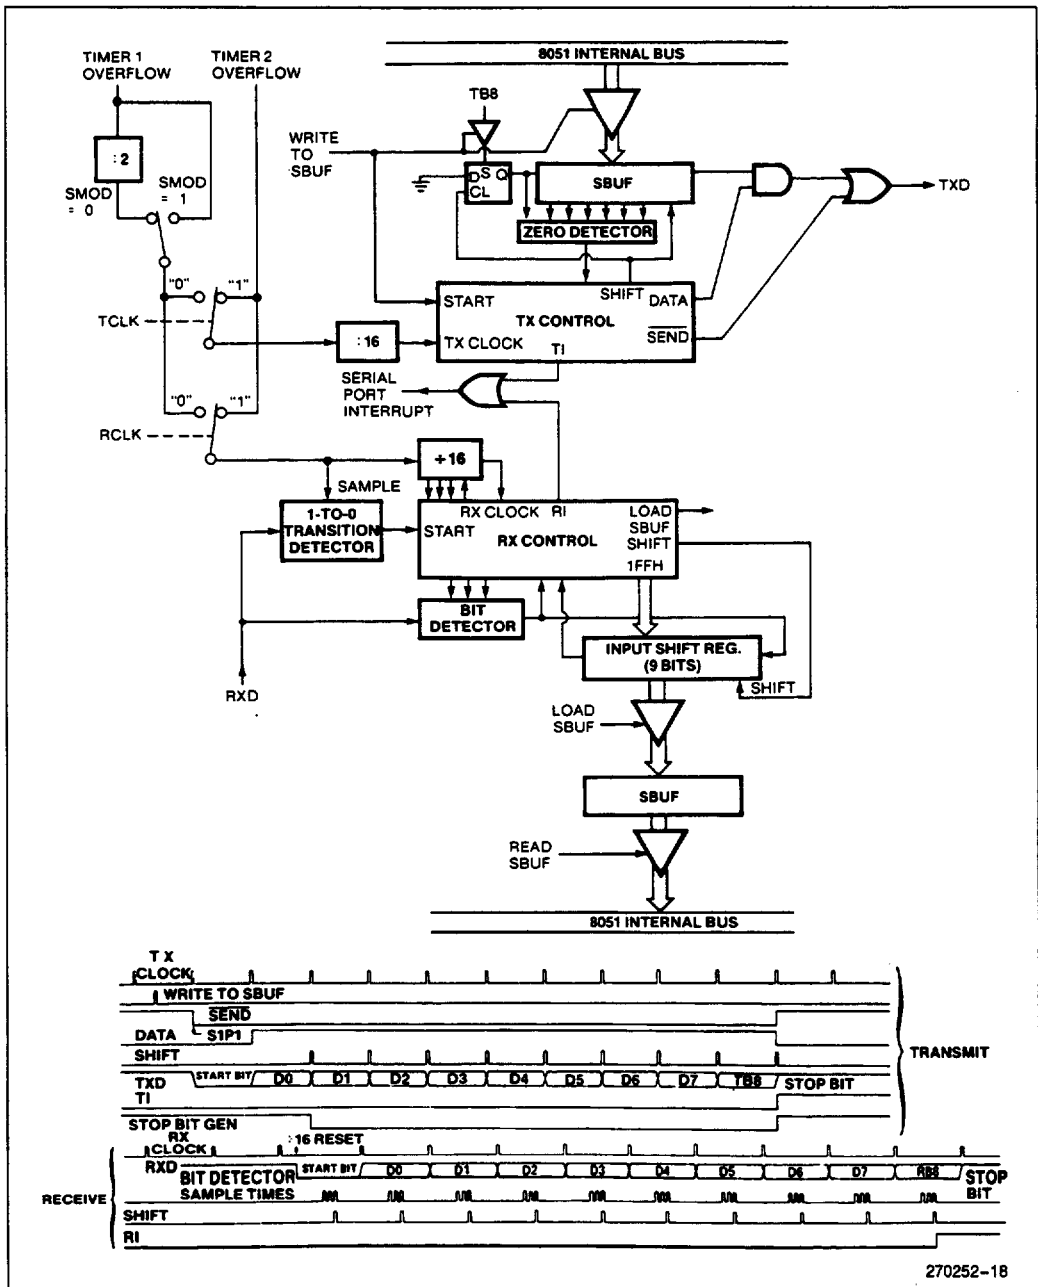 TIMER 1
OVERFLOW
TIMER 2
OVERFLOW
8051 INTERNAL BUS
TB8
WRITE
TO
SBUF
: 2
SMOD
= 0
SMOD
= 1
D S Q
CL
SBUF
TXD
ZERO DETECTOR
"0"
"1"
TCLK
START
SHIFT
DATA
TX CONTROL
SEND
TX CLOCK
TI
: 16
SERIAL
PORT
INTERRUPT
"0"
"1"
RCLK
÷16
SAMPLE
1-TO-0
TRANSITION
DETECTOR
RX CLOCK
RI
START
RX CONTROL
LOAD
SBUF
SHIFT
1FFH
BIT
DETECTOR
INPUT SHIFT REG.
(9 BITS)
SHIFT
RXD
LOAD
SBUF
SBUF
READ
SBUF
8051 INTERNAL BUS
TX
CLOCK
WRITE TO SBUF
SEND
DATA
S1P1
SHIFT
TXD
START BIT
D0
D1
D2
D3
D4
D5
D6
D7
TB8
STOP BIT
TI
STOP BIT GEN
TRANSMIT
RX
CLOCK
:16 RESET
RXD
BIT DETECTOR
SAMPLE TIMES
START BIT
D0
D1
D2
D3
D4
D5
D6
D7
RB8
STOP
BIT
SHIFT
RI
RECEIVE
270252-18